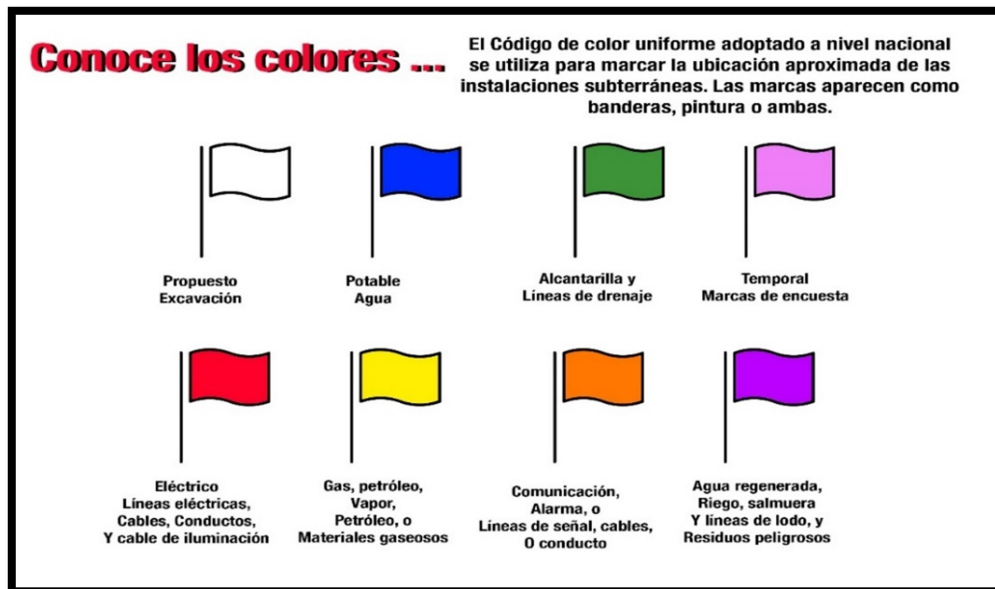 Conoce los colores ...
El Código de color uniforme adoptado a nivel nacional
se utiliza para marcar la ubicación aproximada de las
instalaciones subterráneas. Las marcas aparecen como
banderas, pintura o ambas.
Propuesto
Excavación
Potable
Agua
Alcantarilla y
Líneas de drenaje
Temporal
Marcas de encuesta
Eléctrico
Líneas eléctricas,
Cables, Conductos,
Y cable de iluminación
Gas, petróleo,
Vapor,
Petróleo, o
Materiales gaseosos
Comunicación,
Alarma, o
Líneas de señal, cables,
O conducto
Agua regenerada,
Riego, salmuera
Y líneas de lodo, y
Residuos peligrosos